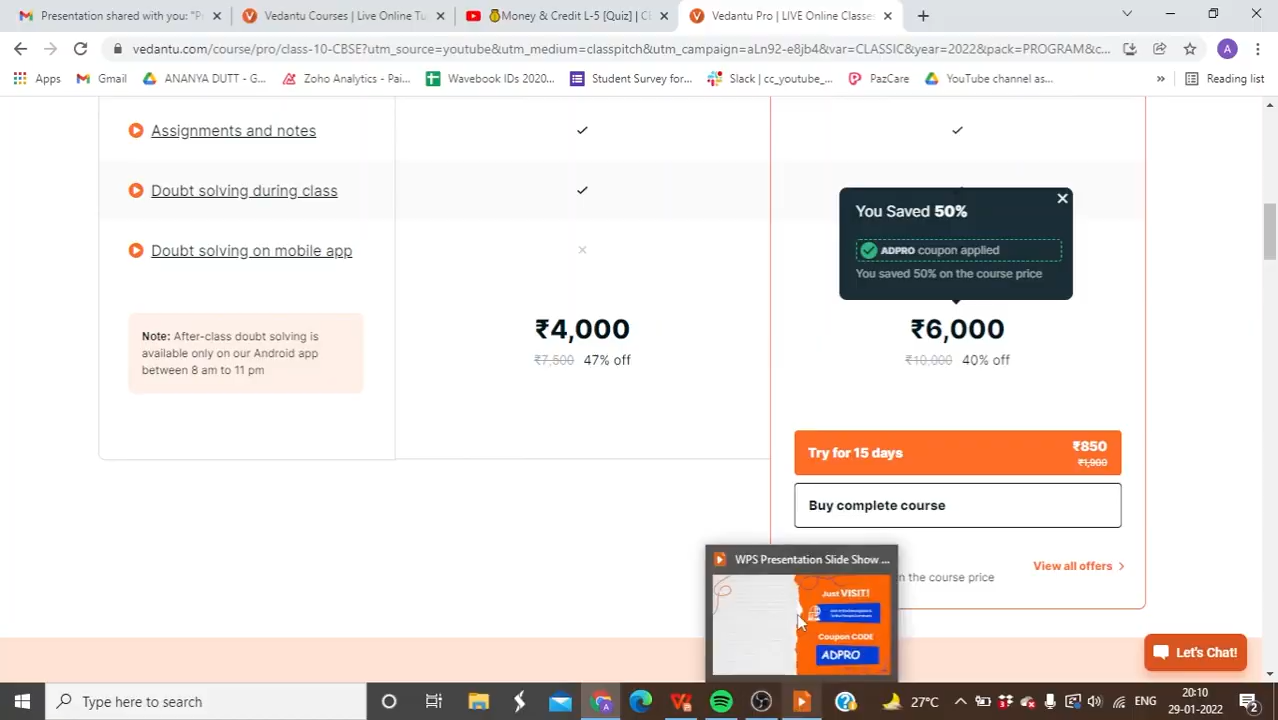 Presentation shared with you: "P
Vedantu Courses | Live Online Tu
Money & Credit L-5 [Quiz] | CB
Vedantu Pro | LIVE Online Classe
vedantu.com/course/pro/class-10-CBSE?utm_source=youtube&utm_medium=classpitch&utm_campaign=aLn92-e8jb4&var=CLASSIC&year=2022&pack=PROGRAM&c...
A
Apps
Gmail
ANANYA DUTT - G...
Zoho Analytics - Pai...
Wavebook IDs 2020...
Student Survey for...
Slack | cc_youtube_...
PazCare
YouTube channel as...
»
Reading list
Assignments and notes
Doubt solving during class
You Saved 50%
Doubt solving on mobile app
ADPRO coupon applied
You saved 50% on the course price
Note: After-class doubt solving is
available only on our Android app
between 8 am to 11 pm
₹4,000
₹7,500 47% off
₹6,000
₹10,000 40% off
Try for 15 days
₹850
₹1,900
Buy complete course
View all offers >
n the course price
WPS Presentation Slide Show ...
Just VISIT!
Coupon CODE
ADPRO
Let's Chat!
Type here to search
27°C
ENG
20:10
29-01-2022
2